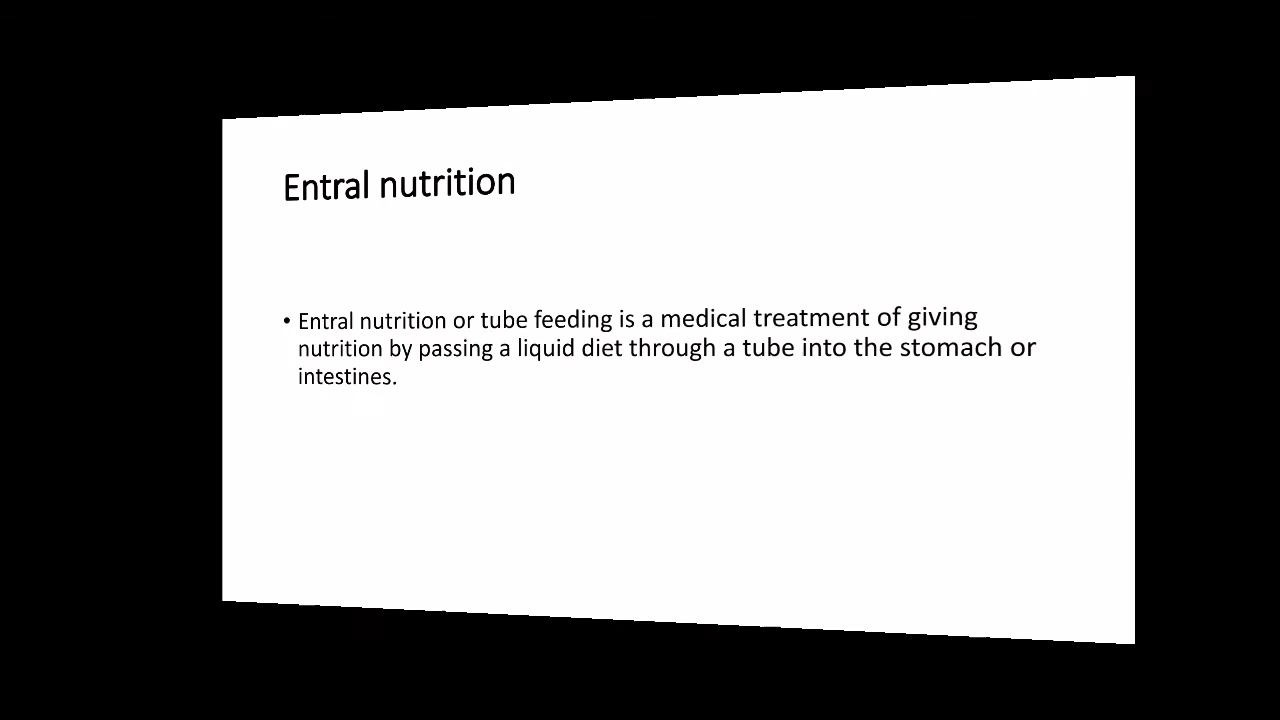 Entral nutrition
• Entral nutrition or tube feeding is a medical treatment of giving
nutrition by passing a liquid diet through a tube into the stomach or
intestines.